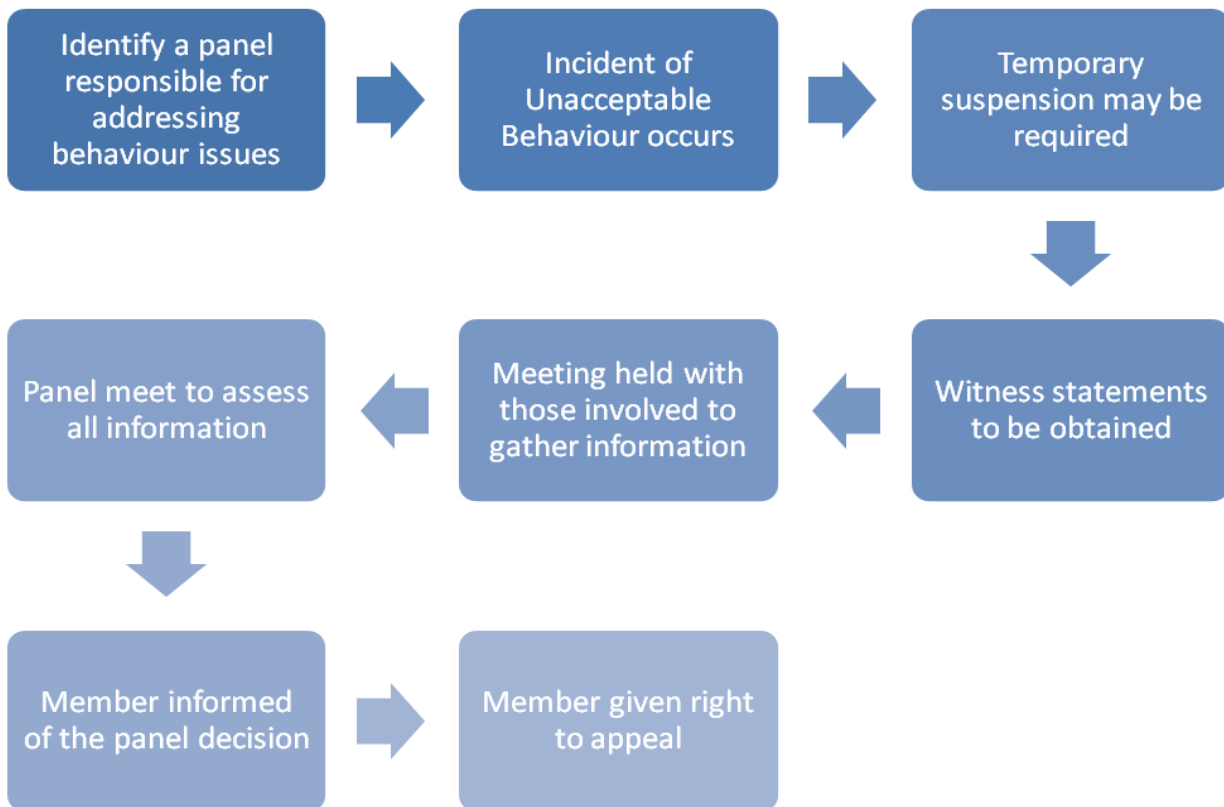 Identify a panel
responsible for
addressing
behaviour issues
Incident of
Unacceptable
Behaviour occurs
Temporary
suspension may be
required
Witness statements
to be obtained
Meeting held with
those involved to
gather information
Panel meet to assess
all information
Member informed
of the panel decision
Member given right
to appeal